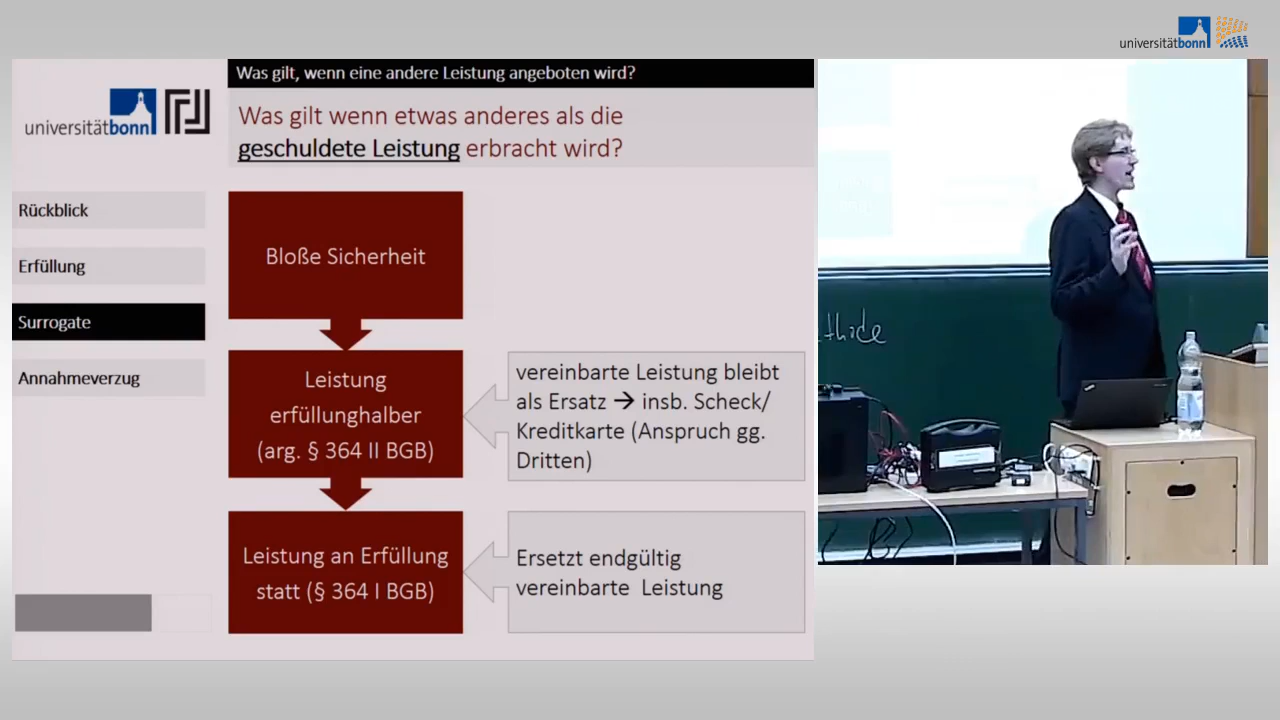 universitätbonn
Was gilt, wenn eine andere Leistung angeboten wird?
universitätbonn
Was gilt wenn etwas anderes als die
geschuldete Leistung erbracht wird?
Rückblick
Erfüllung
Surrogate
Annahmeverzug
Bloße Sicherheit
Leistung
erfüllunghalber
(arg. § 364 II BGB)
vereinbarte Leistung bleibt
als Ersatz → insb. Scheck/
Kreditkarte (Anspruch gg.
Dritten)
Leistung an Erfüllung
statt (§ 364 I BGB)
Ersetzt endgültig
vereinbarte Leistung